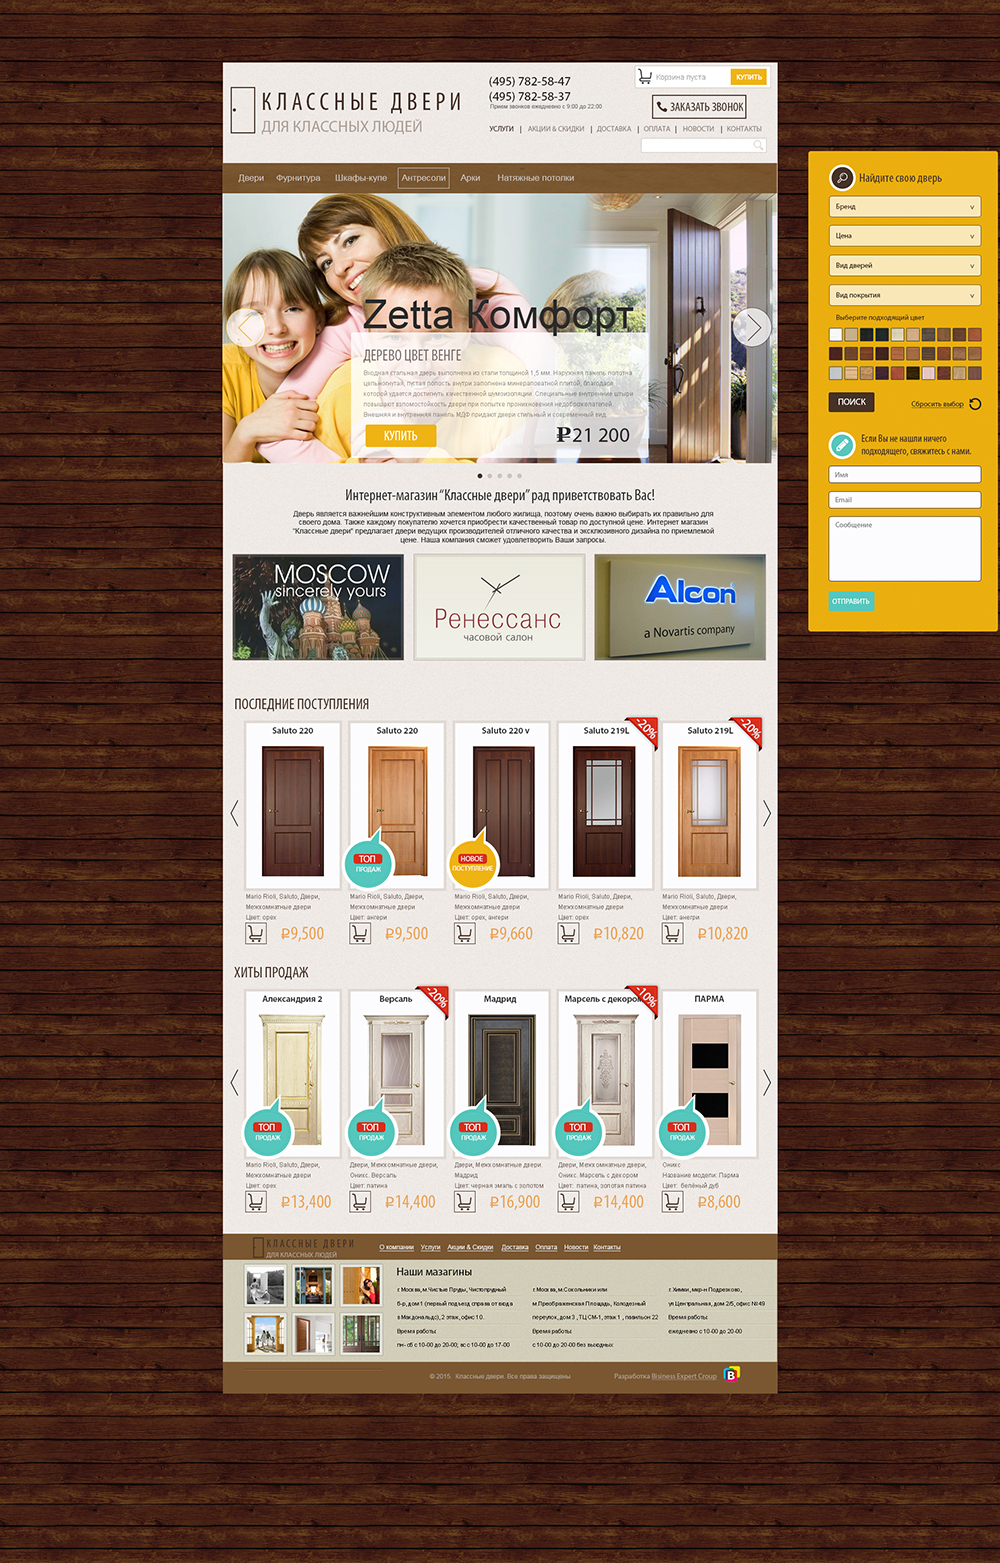 КЛАССНЫЕ ДВЕРИ
ДЛЯ КЛАССНЫХ ЛЮДЕЙ
(495) 782-58-47
(495) 782-58-37
Прием звонков ежедневно с 9:00 до 22:00
Корзина пуста
КУПИТЬ
ЗАКАЗАТЬ ЗВОНОК
УСЛУГИ | АКЦИИ & СКИДКИ | ДОСТАВКА | ОПЛАТА | НОВОСТИ | КОНТАКТЫ
Двери Фурнитура Шкафы-купе Антресоли Арки Натяжные потолки
Zetta Комфорт
ДЕРЕВО ЦВЕТ ВЕНГЕ
Входная стальная дверь выполнена из стали толщиной 1,5 мм. Наружняя панель полотна
цельногнутая, пустая полость внутри заполнена минераловатной плитой, благодаря
которой удается достигнуть качественной шумоизоляции. Специальные внутренние штыри
повышают взломостойкость двери при попытке проникновения недоброжелателей.
Внешняя и внутренняя панель МДФ придают двери стильный и современный вид.
КУПИТЬ
₽21 200
Найдите свою дверь
Бренд
Цена
Вид дверей
Вид покрытия
Выберите подходящий цвет
ПОИСК
Сбросить выбор
Если Вы не нашли ничего
подходящего, свяжитесь с нами.
Имя
Email
Сообщение
ОТПРАВИТЬ
Интернет-магазин “Классные двери” рад приветствовать Вас!
Дверь является важнейшим конструктивным элементом любого жилища, поэтому очень важно выбирать их правильно для
своего дома. Также каждому покупателю хочется приобрести качественный товар по доступной цене. Интернет магазин
"Классные двери" предлагает двери ведущих производителей отличного качества и эксклюзивного дизайна по приемлемой
цене. Наша компания сможет удовлетворить Ваши запросы.
MOSCOW
sincerely yours
Ренессанс
часовой салон
Alcon
a Novartis company
ПОСЛЕДНИЕ ПОСТУПЛЕНИЯ
Saluto 220
Saluto 220
Saluto 220 v
Saluto 219L
-20%
Saluto 219L
-20%
ТОП
ПРОДАЖ
НОВОЕ
ПОСТУПЛЕНИЕ
Mario Rioli, Saluto, Двери,
Межкомнатные двери
Цвет: орех
₽9,500
Mario Rioli, Saluto, Двери,
Межкомнатные двери
Цвет: ангери
₽9,500
Mario Rioli, Saluto, Двери,
Межкомнатные двери
Цвет: орех, ангери
₽9,660
Mario Rioli, Saluto, Двери,
Межкомнатные двери
Цвет: орех
₽10,820
Mario Rioli, Saluto, Двери,
Межкомнатные двери
Цвет: анегри
₽10,820
ХИТЫ ПРОДАЖ
Александрия 2
Версаль
-20%
Мадрид
Марсель с декором
-10%
ПАРМА
ТОП
ПРОДАЖ
ТОП
ПРОДАЖ
ТОП
ПРОДАЖ
ТОП
ПРОДАЖ
ТОП
ПРОДАЖ
Mario Rioli, Saluto, Двери,
Межкомнатные двери
Цвет: орех
₽13,400
Двери, Межкомнатные двери,
Оникс. Версаль
Цвет: патина
₽14,400
Двери, Межкомнатные двери.
Мадрид
Цвет: черная эмаль с золотом
₽16,900
Двери, Межкомнатные двери,
Оникс. Марсель с декором
Цвет: патина, золотая патина
₽14,400
Оникс
Название модели: Парма
Цвет: белёный дуб
₽8,600
КЛАССНЫЕ ДВЕРИ
ДЛЯ КЛАССНЫХ ЛЮДЕЙ
О компании Услуги Акции & Скидки Доставка Оплата Новости Контакты
Наши мазагины
г. Москва, м.Чистые Пруды, Чистопрудный
б-р, дом 1 (первый подъезд справа от входа
в Макдональдс), 2 этаж, офис 10.
Время работы:
пн- сб с 10-00 до 20-00; вс с 10-00 до 17-00
г.Москва, м.Сокольники или
м.Преображенская Площадь, Колодезный
переулок, дом 3 , ТЦ СМ-1, этаж 1 , павильон 22
Время работы:
с 10-00 до 20-00 без выходных
г. Химки ,мкр-н Подрезково,
ул.Центральная, дом 2/5, офис №49
Время работы:
ежедневно с 10-00 до 20-00
© 2015. Классные двери. Все права защищены
Разработка Bisiness Expert Group
B